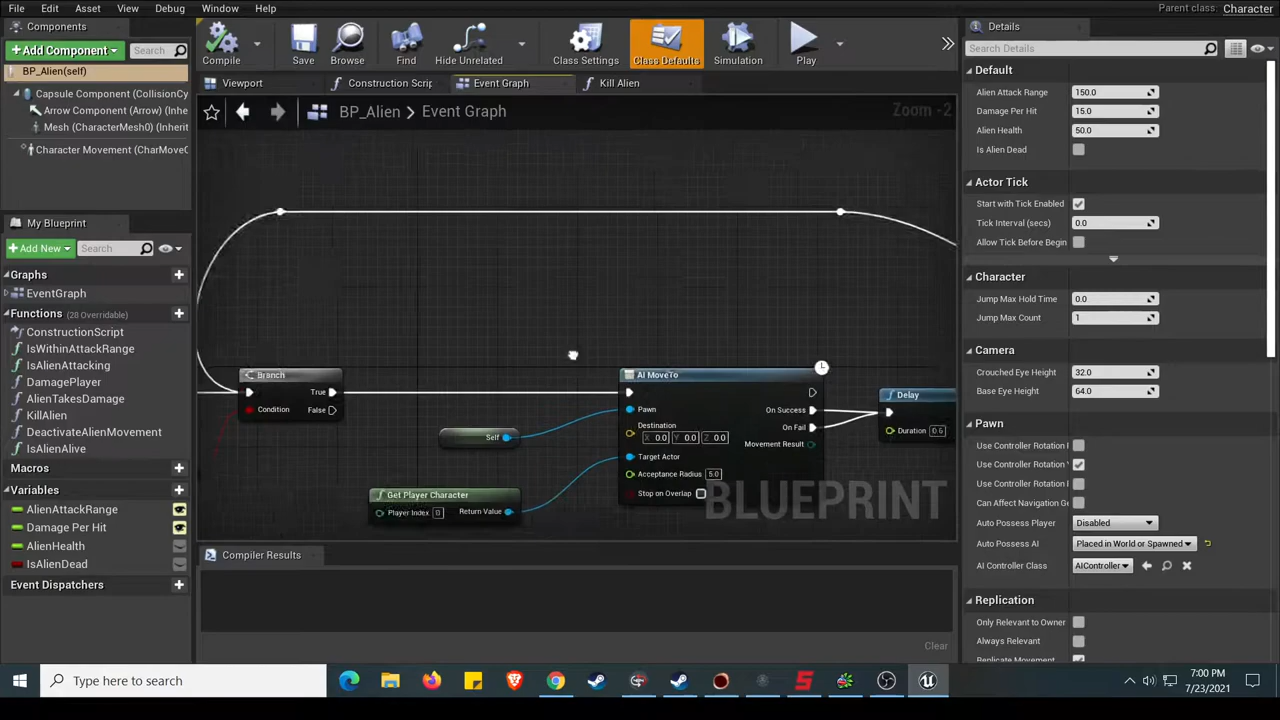 File Edit Asset View Debug Window Help Parent class: Character
Components
+Add Component Search
BP_Alien(self)
Capsule Component (CollisionCy
Arrow Component (Arrow) (Inhe
Mesh (CharacterMesh0) (Inherit
Character Movement (CharMoveC
My Blueprint
+Add New Search
Graphs
EventGraph
Functions (28 Overridable)
ConstructionScript
IsWithinAttackRange
IsAlienAttacking
DamagePlayer
AlienTakesDamage
KillAlien
DeactivateAlienMovement
IsAlienAlive
Macros
Variables
AlienAttackRange
Damage Per Hit
AlienHealth
IsAlienDead
Event Dispatchers
Compile Save Browse Find Hide Unrelated Class Settings Class Defaults Simulation Play
Viewport Construction Scrip Event Graph Kill Alien
BP_Alien > Event Graph Zoom -2
Branch
True
Condition False
Self
Get Player Character
Player Index 0 Return Value
AI MoveTo
Pawn On Success
Destination On Fail
X 0.0 Y 0.0 Z 0.0 Movement Result
Target Actor
Acceptance Radius 5.0
Stop on Overlap
Delay
Duration 0.6
BLUEPRINT
Compiler Results
Clear
Details
Search Details
Default
Alien Attack Range 150.0
Damage Per Hit 15.0
Alien Health 50.0
Is Alien Dead
Actor Tick
Start with Tick Enabled
Tick Interval (secs) 0.0
Allow Tick Before Begin
Character
Jump Max Hold Time 0.0
Jump Max Count 1
Camera
Crouched Eye Height 32.0
Base Eye Height 64.0
Pawn
Use Controller Rotation
Use Controller Rotation
Use Controller Rotation
Can Affect Navigation G
Auto Possess Player Disabled
Auto Possess AI Placed in World or Spawned
AI Controller Class AIController
Replication
Only Relevant to Owner
Always Relevant
Replicate Movement
Type here to search
7:00 PM
7/23/2021